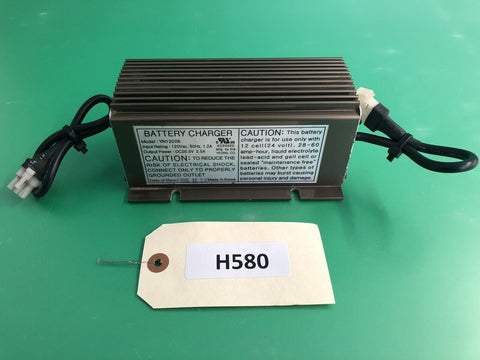 BATTERY CHARGER
Model: YN12028
Input Rating: 120Vac, 60Hz, 1.2A
Output Power: DC28.5V 2.5A
CAUTION: TO REDUCE THE
RISK OF ELECTRICAL SHOCK,
CONNECT ONLY TO PROPERLY
GROUNDED OUTLET
Made in Korea
CAUTION: This battery
charger is for use only with
12 cell(24 volt), 28-60
amp-hour, liquid electrolyte
lead-acid and gell cell or
sealed "maintenance free"
batteries. Other types of
batteries may burst causing
personal injury and damage.
H580